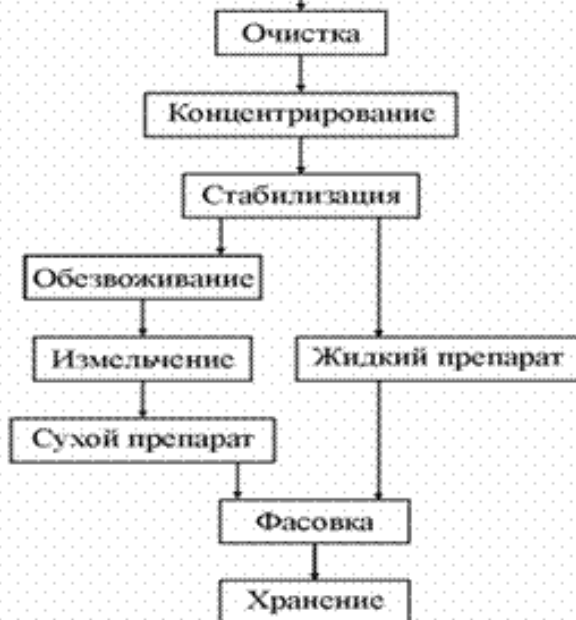 Очистка
Концентрирование
Стабилизация
Обезвоживание
Измельчение
Жидкий препарат
Сухой препарат
Фасовка
Хранение